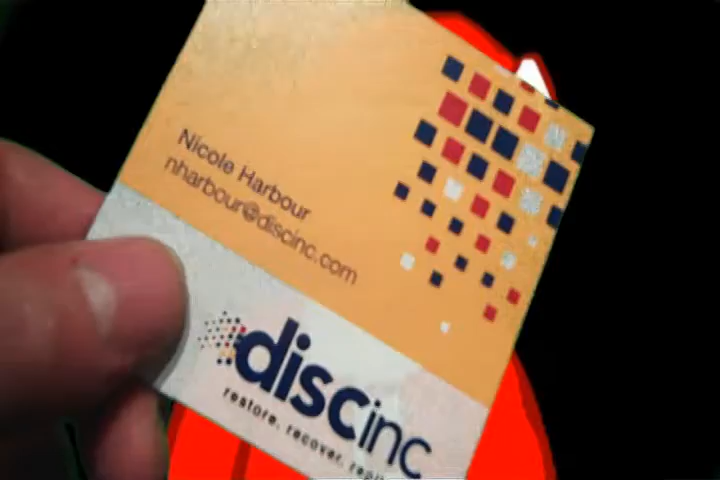 Nicole Harbour
nharbour@discinc.com
discinc
restore. recover.